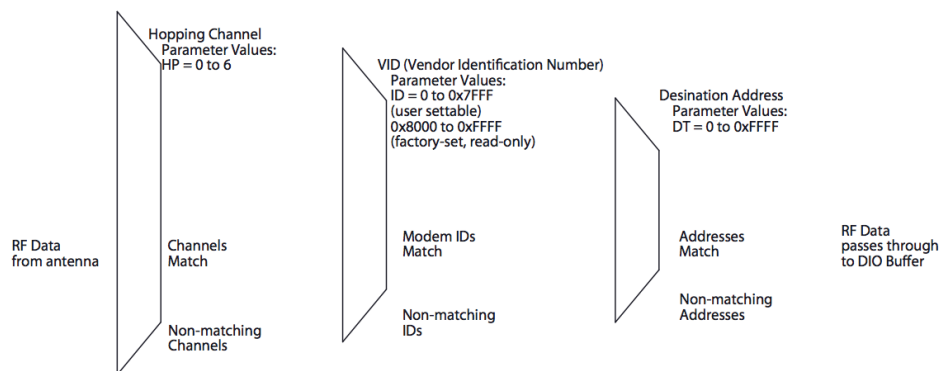 Hopping Channel
Parameter Values:
HP = 0 to 6
VID (Vendor Identification Number)
Parameter Values:
ID = 0 to 0x7FFF
(user settable)
0x8000 to 0xFFFF
(factory-set, read-only)
Desination Address
Parameter Values:
DT = 0 to 0xFFFF
RF Data
from antenna
Channels
Match
Modem IDs
Match
Addresses
Match
RF Data
passes through
to DIO Buffer
Non-matching
Channels
Non-matching
IDs
Non-matching
Addresses